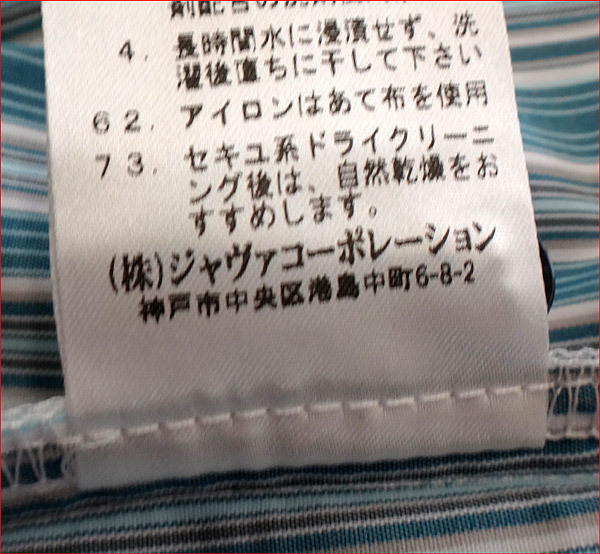 4. 長時間水に浸漬せず、洗
濯後直ちに干して下さい
62. アイロンはあて布を使用
73. セキユ系ドライクリーニ
ング後は、自然乾燥をお
すすめします。
(株)ジャヴァコーポレーション
神戸市中央区港島中町6-8-2